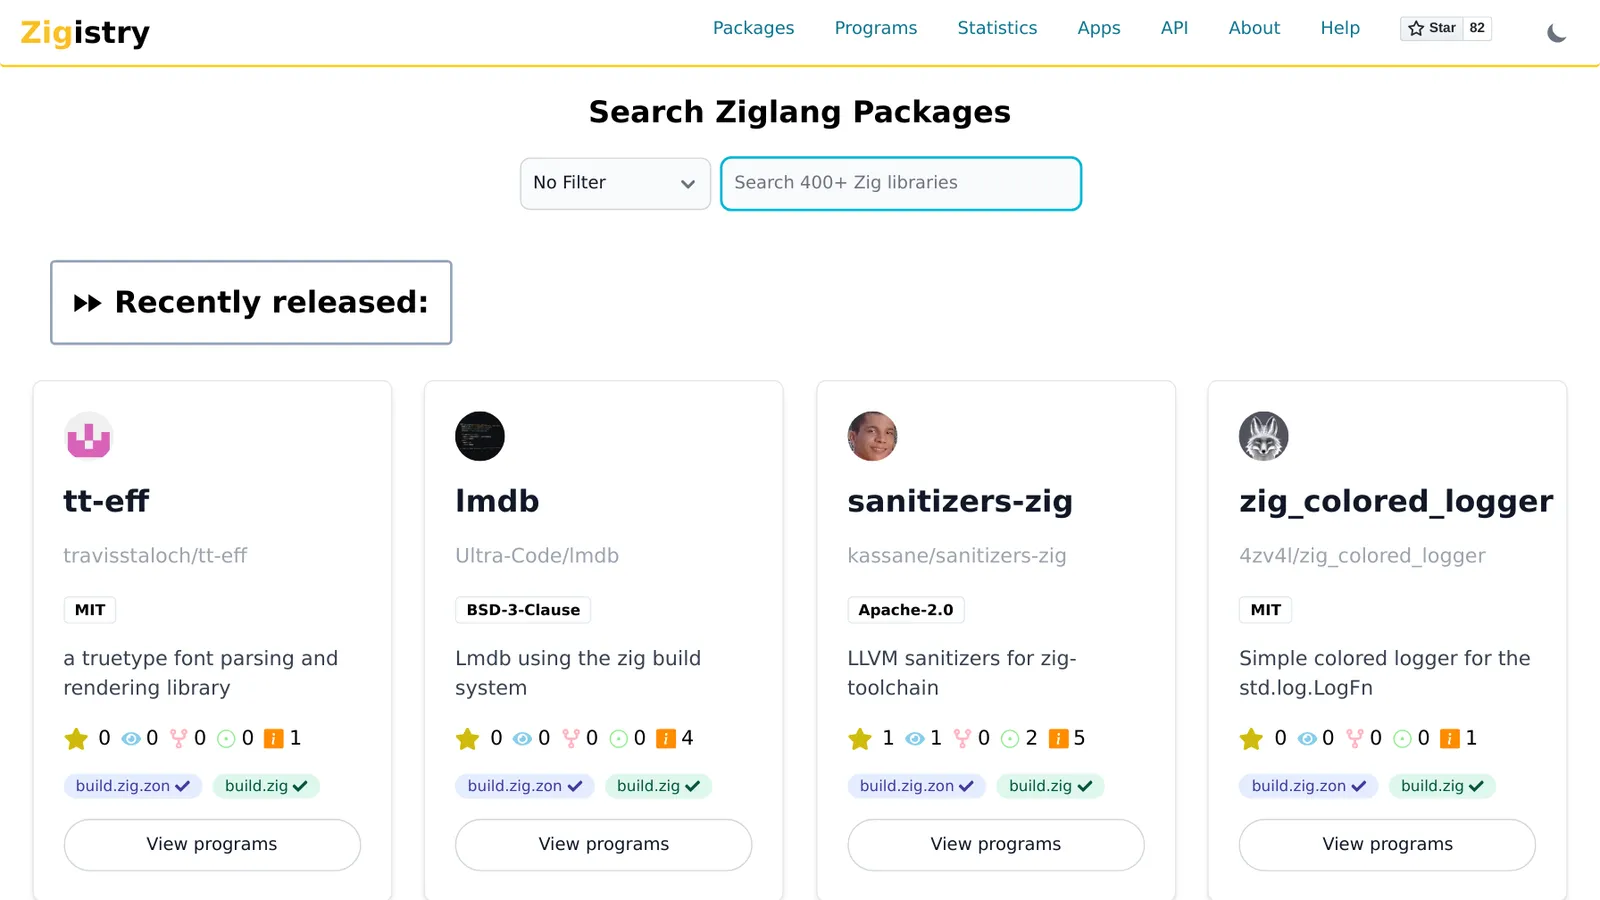 Zigistry
Packages Programs Statistics Apps API About Help Star 82
Search Ziglang Packages
No Filter
Search 400+ Zig libraries
Recently released:
tt-eff
travisstaloch/tt-eff
MIT
a truetype font parsing and
rendering library
0 0 0 0 1
build.zig.zon build.zig
View programs
lmdb
Ultra-Code/lmdb
BSD-3-Clause
Lmdb using the zig build
system
0 0 0 0 4
build.zig.zon build.zig
View programs
sanitizers-zig
kassane/sanitizers-zig
Apache-2.0
LLVM sanitizers for zig-
toolchain
1 1 0 2 5
build.zig.zon build.zig
View programs
zig_colored_logger
4zv4l/zig_colored_logger
MIT
Simple colored logger for the
std.log.LogFn
0 0 0 0 1
build.zig.zon build.zig
View programs